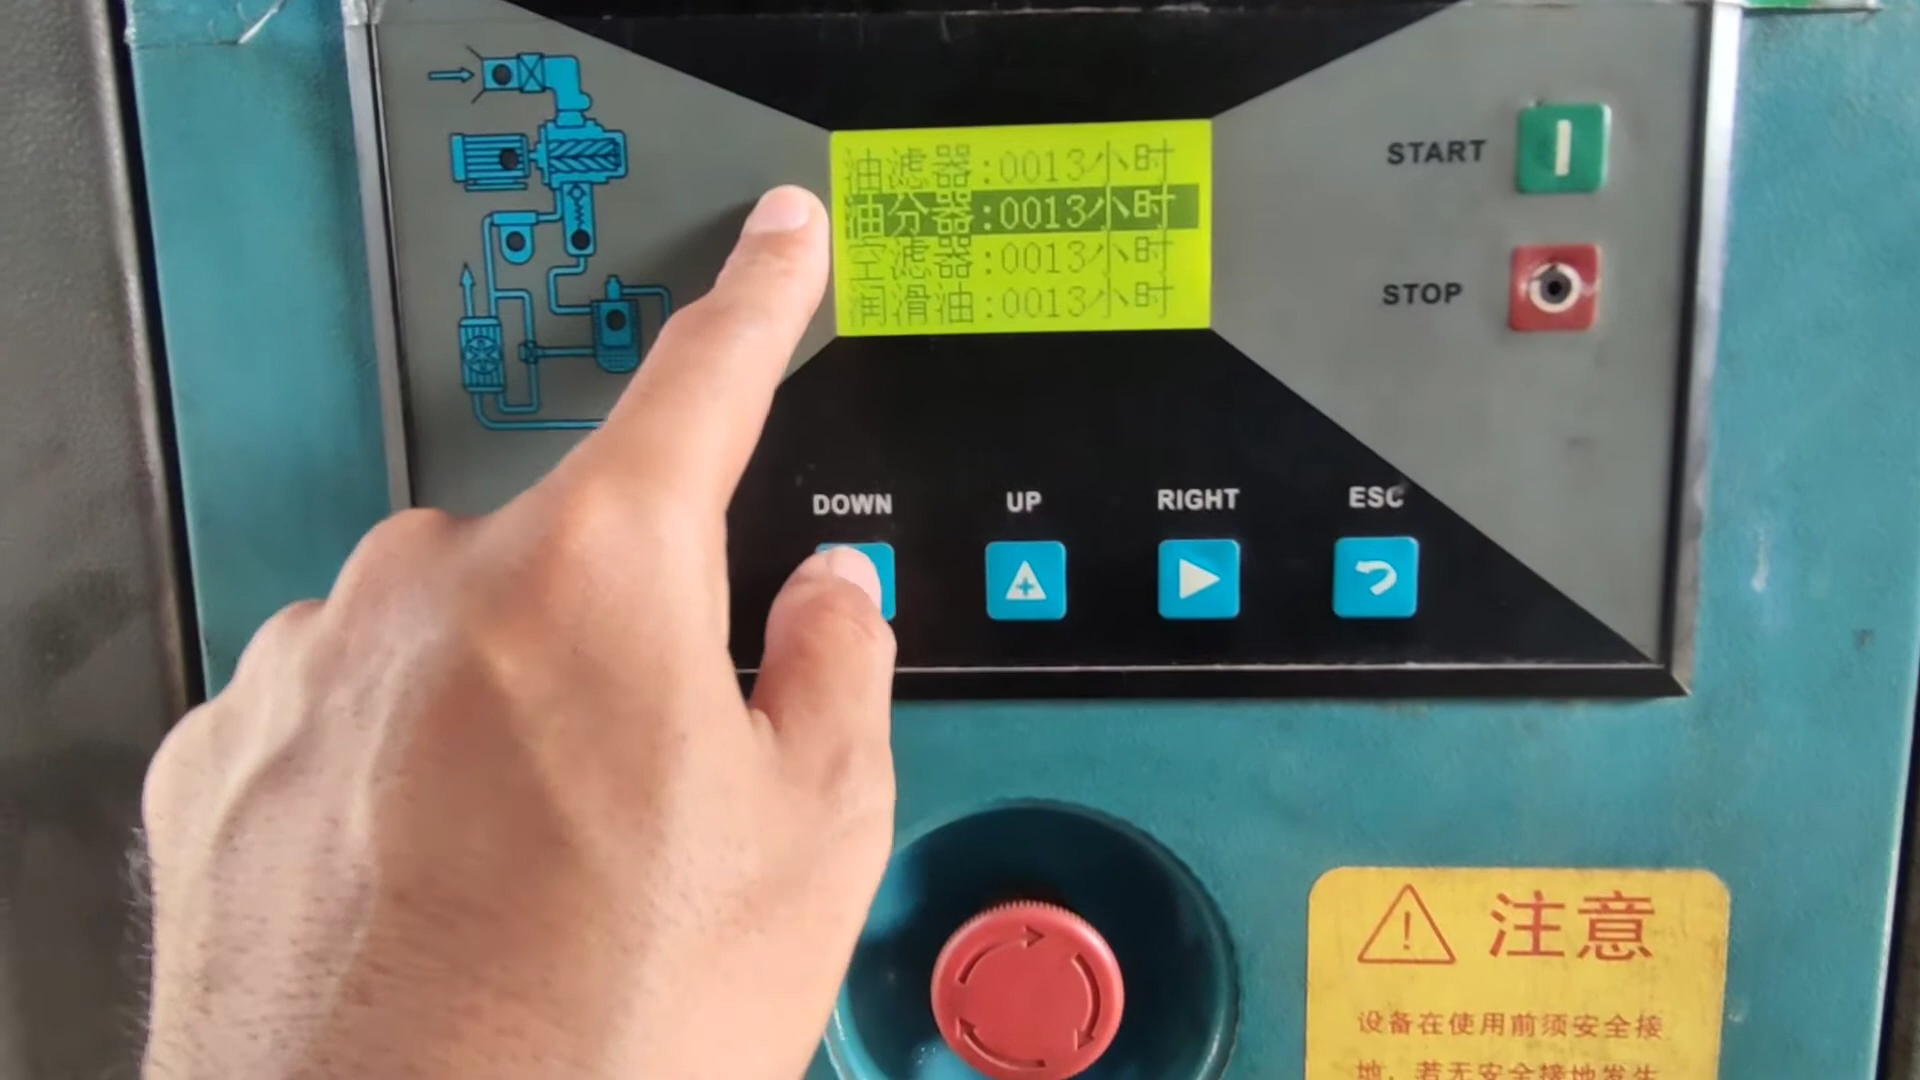 油滤器:0013小时
油分器:0013小时
空滤器:0013小时
润滑油:0013小时
START
STOP
DOWN
UP
RIGHT
ESC
注意
设备在使用前须安全接
地，若无安全接地发生